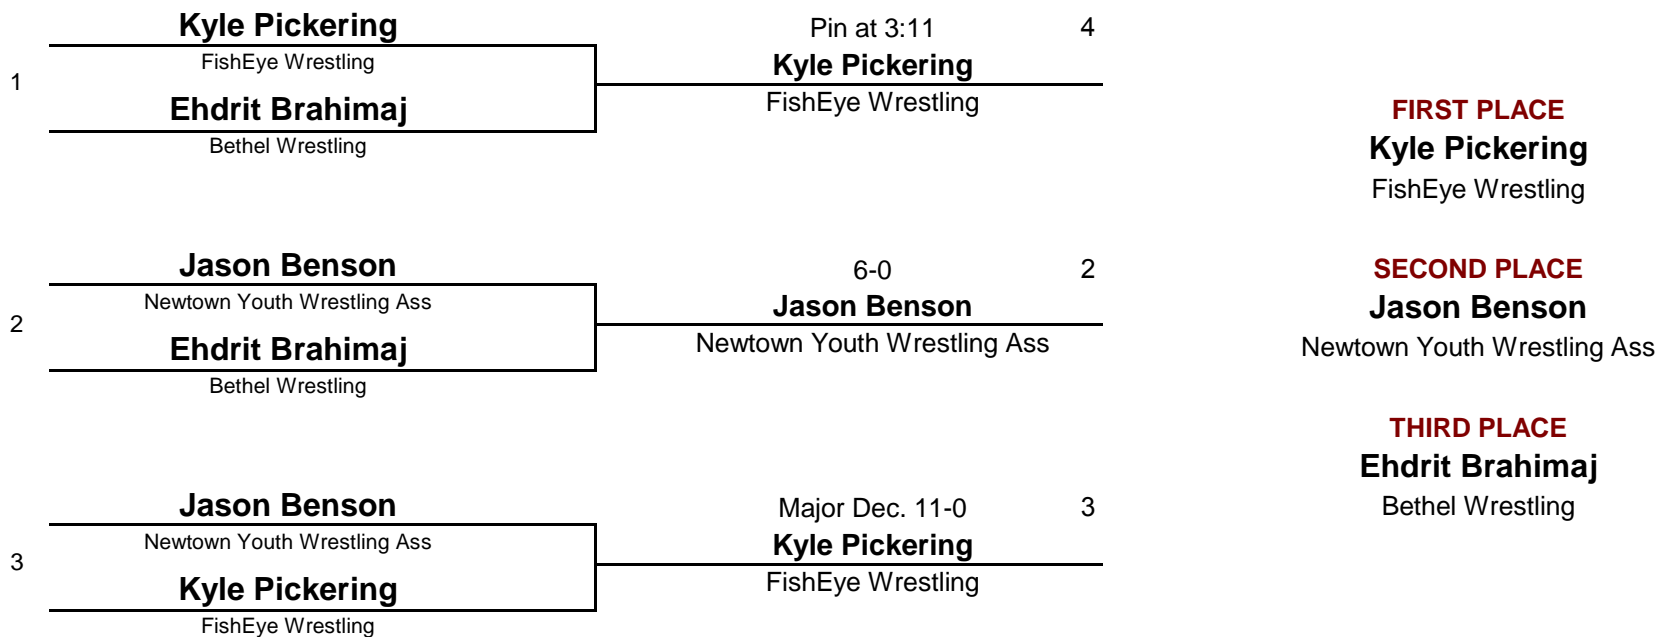 Kyle Pickering
FishEye Wrestling
1
Ehdrit Brahimaj
Bethel Wrestling
Pin at 3:11 4
Kyle Pickering
FishEye Wrestling
Jason Benson
Newtown Youth Wrestling Ass
2
Ehdrit Brahimaj
Bethel Wrestling
6-0 2
Jason Benson
Newtown Youth Wrestling Ass
Jason Benson
Newtown Youth Wrestling Ass
3
Kyle Pickering
FishEye Wrestling
Major Dec. 11-0 3
Kyle Pickering
FishEye Wrestling
FIRST PLACE
Kyle Pickering
FishEye Wrestling
SECOND PLACE
Jason Benson
Newtown Youth Wrestling Ass
THIRD PLACE
Ehdrit Brahimaj
Bethel Wrestling